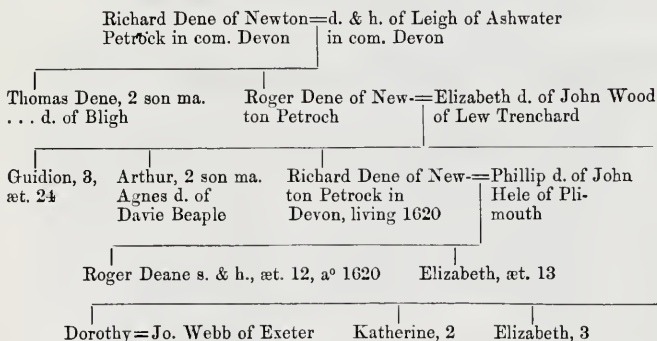 Richard Dene of Newton=d. & h. of Leigh of Ashwater
Petrock in com. Devon in com. Devon
Thomas Dene, 2 son ma. Roger Dene of New-=Elizabeth d. of John Wood
. . . d. of Bligh ton Petroch of Lew Trenchard
Guidion, 3, Arthur, 2 son ma. Richard Dene of New-=Phillip d. of John
æt. 24 Agnes d. of ton Petrock in Hele of Pli-
Davie Beaple Devon, living 1620 mouth
Roger Deane s. & h., æt. 12, aº 1620 Elizabeth, æt. 13
Dorothy=Jo. Webb of Exeter Katherine, 2 Elizabeth, 3